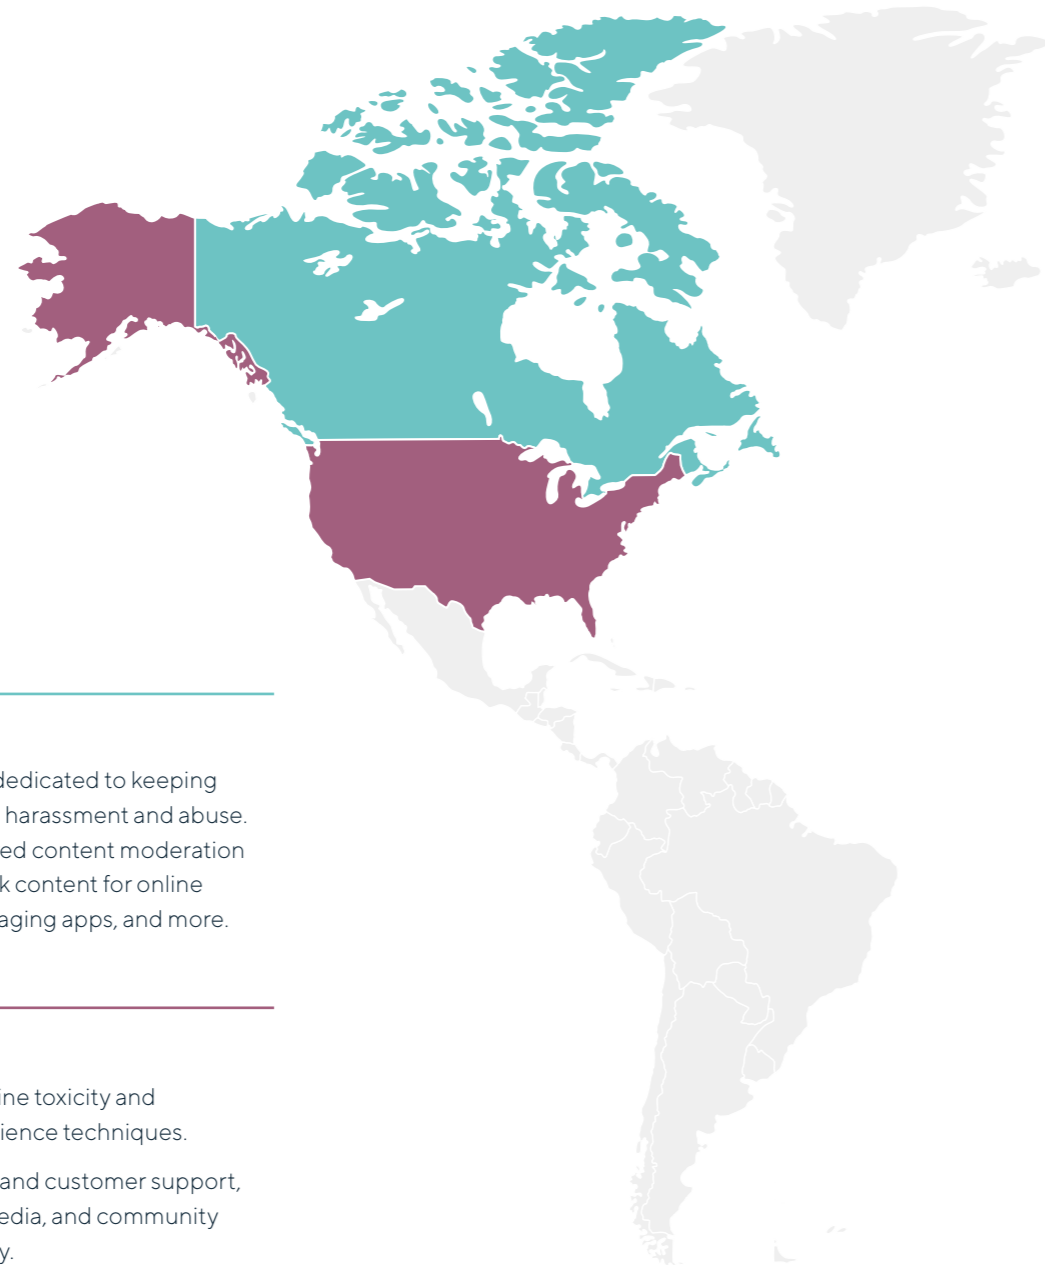 dedicated to keeping
harassment and abuse.
ed content moderation
k content for online
aging apps, and more.
ine toxicity and
ience techniques.
and customer support,
edia, and community
y.